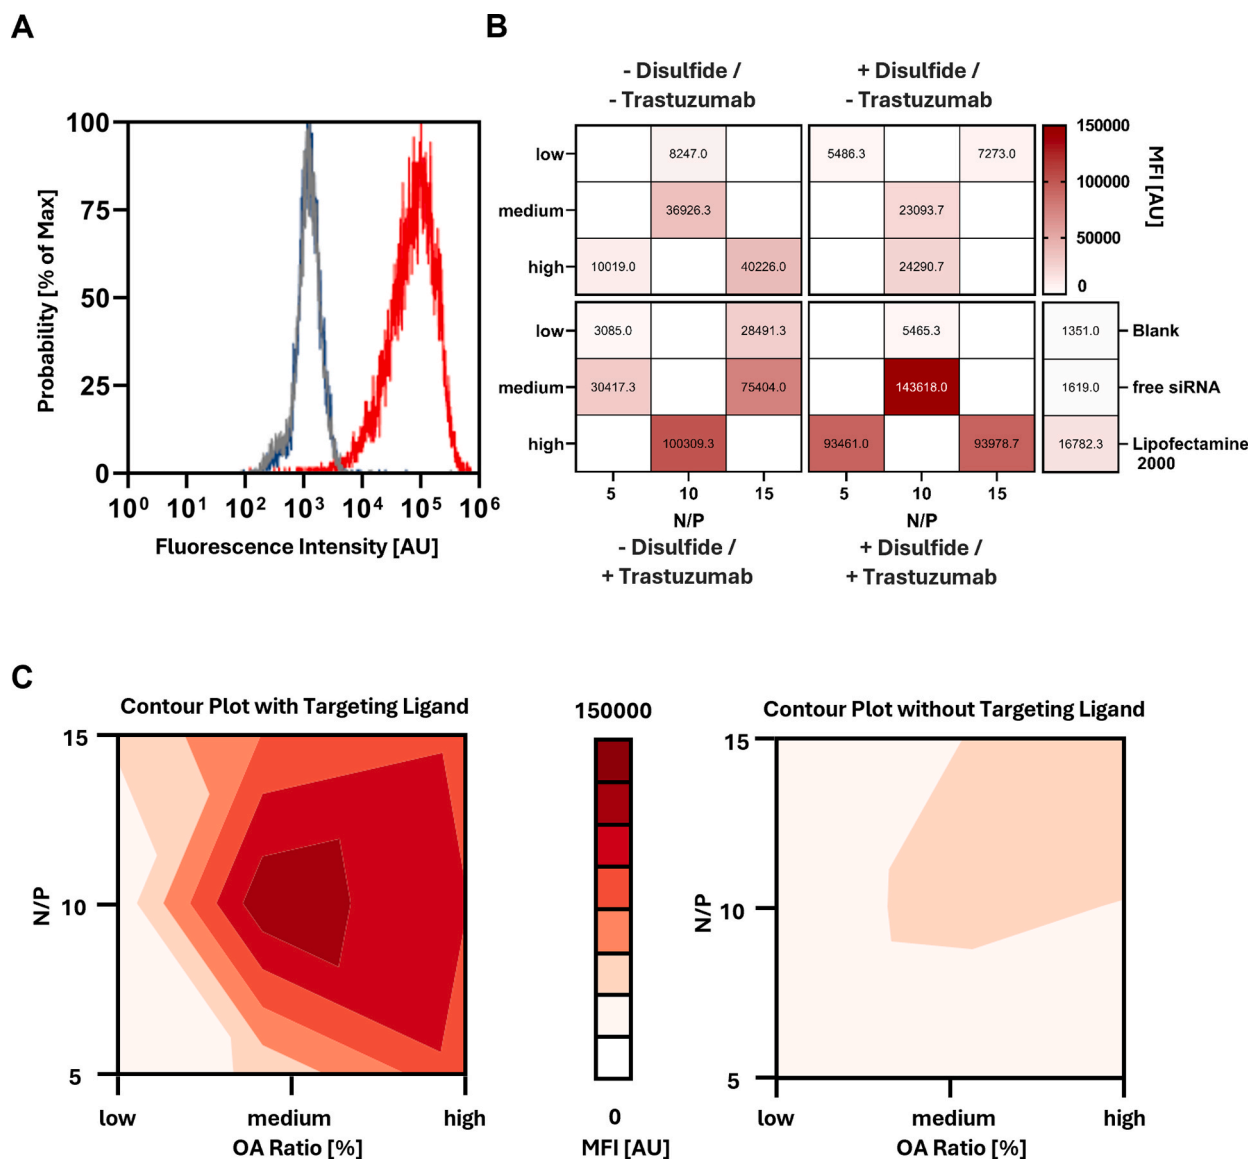 A
B
- Disulfide /
- Trastuzumab
+ Disulfide /
- Trastuzumab
100
75
50
25
0
Probability [% of Max]
10⁰ 10¹ 10² 10³ 10⁴ 10⁵ 10⁶
Fluorescence Intensity [AU]
low 8247.0 5486.3 7273.0
medium 36926.3 23093.7
high 10019.0 40226.0 24290.7
150000
100000
50000
0
MFI [AU]
low 3085.0 28491.3 5465.3 1351.0 Blank
medium 30417.3 75404.0 143618.0 1619.0 free siRNA
high 100309.3 93461.0 93978.7 16782.3 Lipofectamine
2000
5 10 15 5 10 15
N/P N/P
- Disulfide /
+ Trastuzumab
+ Disulfide /
+ Trastuzumab
C
Contour Plot with Targeting Ligand
15
10
5
N/P
low medium high
OA Ratio [%]
150000
0
MFI [AU]
Contour Plot without Targeting Ligand
15
10
5
N/P
low medium high
OA Ratio [%]